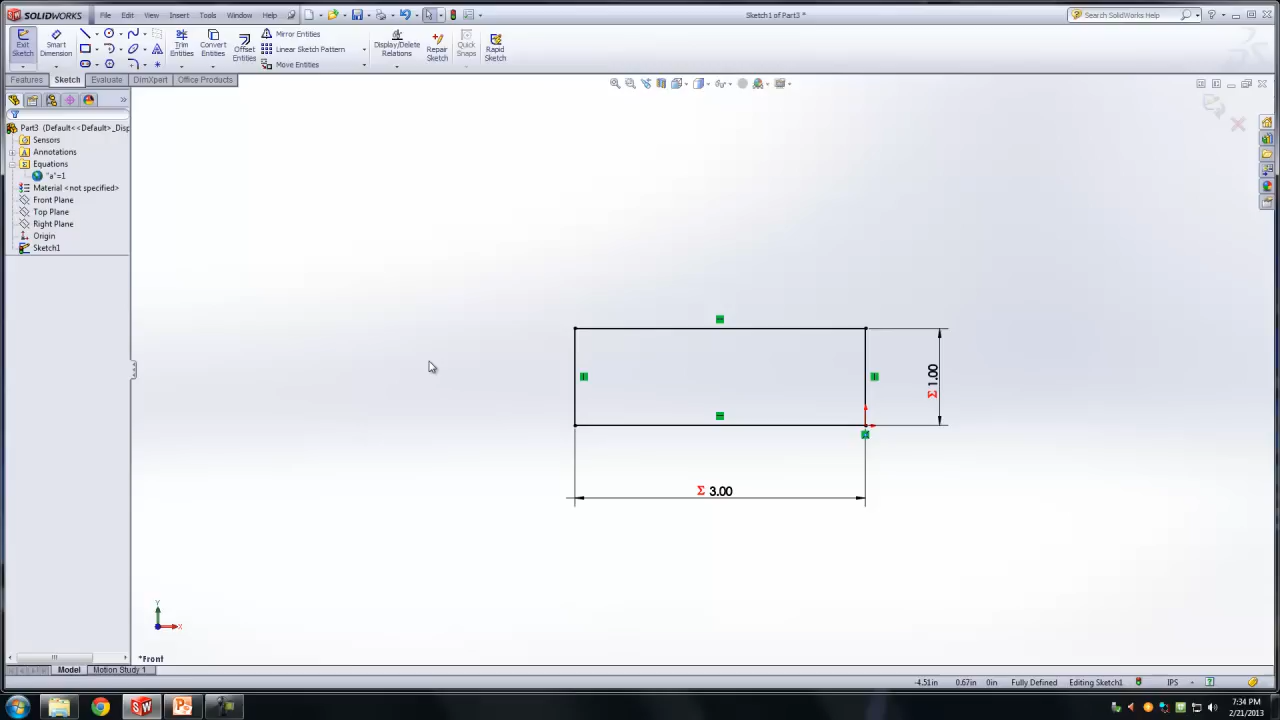 SOLIDWORKS File Edit View Insert Tools Window Help Sketch1 of Part3 * Search SolidWorks Help
Exit Sketch
Smart Dimension
Trim Entities
Convert Entities
Offset Entities
Mirror Entities
Linear Sketch Pattern
Move Entities
Display/Delete Relations
Repair Sketch
Quick Snaps
Rapid Sketch
Features Sketch Evaluate DimXpert Office Products
Part3 (Default<<Default>_Disp
Sensors
Annotations
Equations
"a"=1
Material <not specified>
Front Plane
Top Plane
Right Plane
Origin
Sketch1
Σ 1.00
Σ 3.00
Y
X
*Front
Model Motion Study 1
-4.51in 0.67in 0in Fully Defined Editing Sketch1 IPS
7:34 PM
2/21/2013